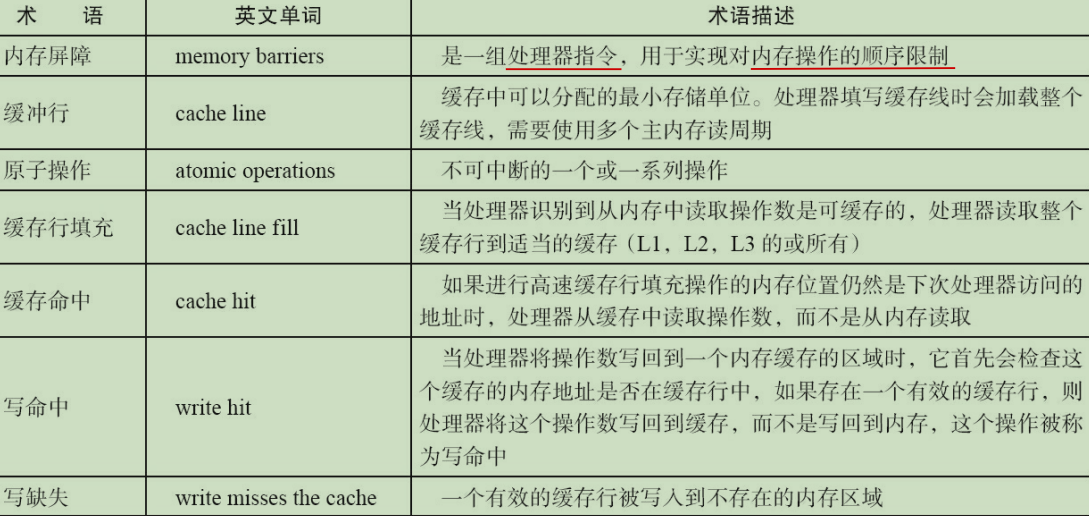 术 语 英文单词 术语描述
内存屏障 memory barriers 是一组处理器指令，用于实现对内存操作的顺序限制
缓冲行 cache line 缓存中可以分配的最小存储单位。处理器填写缓存线时会加载整个
缓存线，需要使用多个主内存读周期
原子操作 atomic operations 不可中断的一个或一系列操作
缓存行填充 cache line fill 当处理器识别到从内存中读取操作数是可缓存的，处理器读取整个
缓存行到适当的缓存（L1，L2，L3 的或所有）
缓存命中 cache hit 如果进行高速缓存行填充操作的内存位置仍然是下次处理器访问的
地址时，处理器从缓存中读取操作数，而不是从内存读取
写命中 write hit 当处理器将操作数写回到一个内存缓存的区域时，它首先会检查这
个缓存的内存地址是否在缓存行中，如果存在一个有效的缓存行，则
处理器将这个操作数写回到缓存，而不是写回到内存，这个操作被称
为写命中
写缺失 write misses the cache 一个有效的缓存行被写入到不存在的内存区域